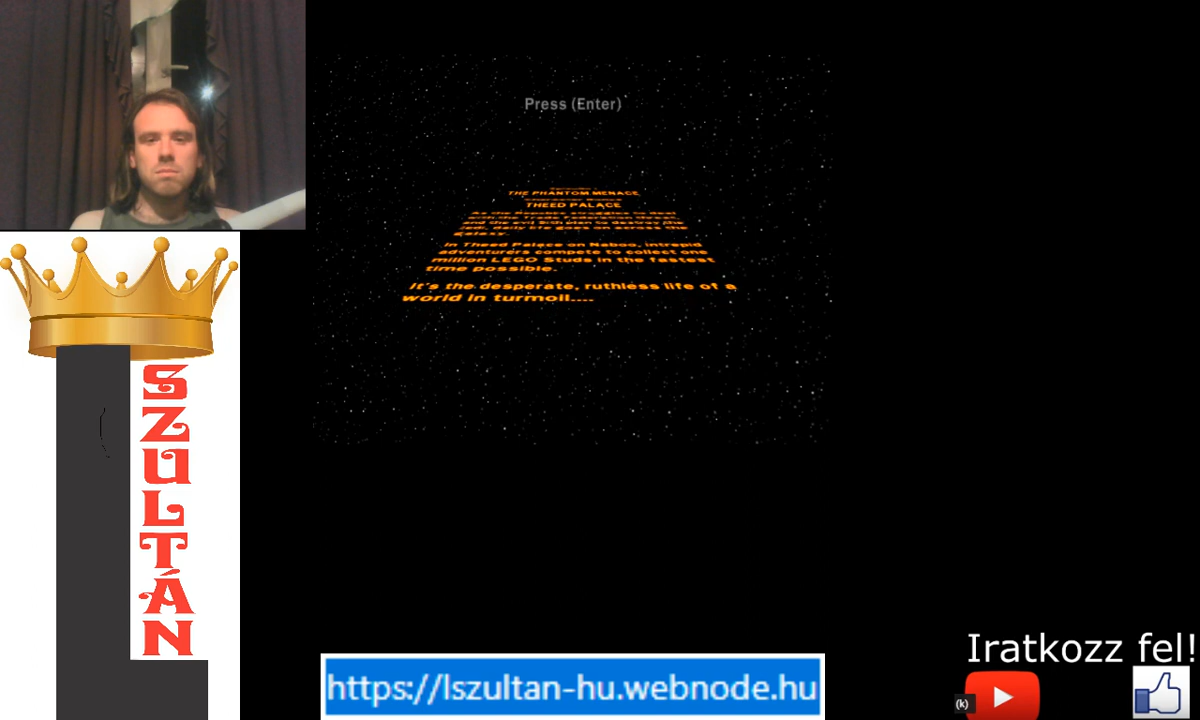 Press (Enter)
THE PHANTOM MENACE
THEED PALACE
galaxy.
In Theed Palace on Naboo, intrepid
adventurers compete to collect one
million LEGO Studs in the fastest
time possible.
It's the desperate, ruthless life of a
world in turmoil....
L
SZULTÁN
https://lszultan-hu.webnode.hu
Iratkozz fel!
(k)